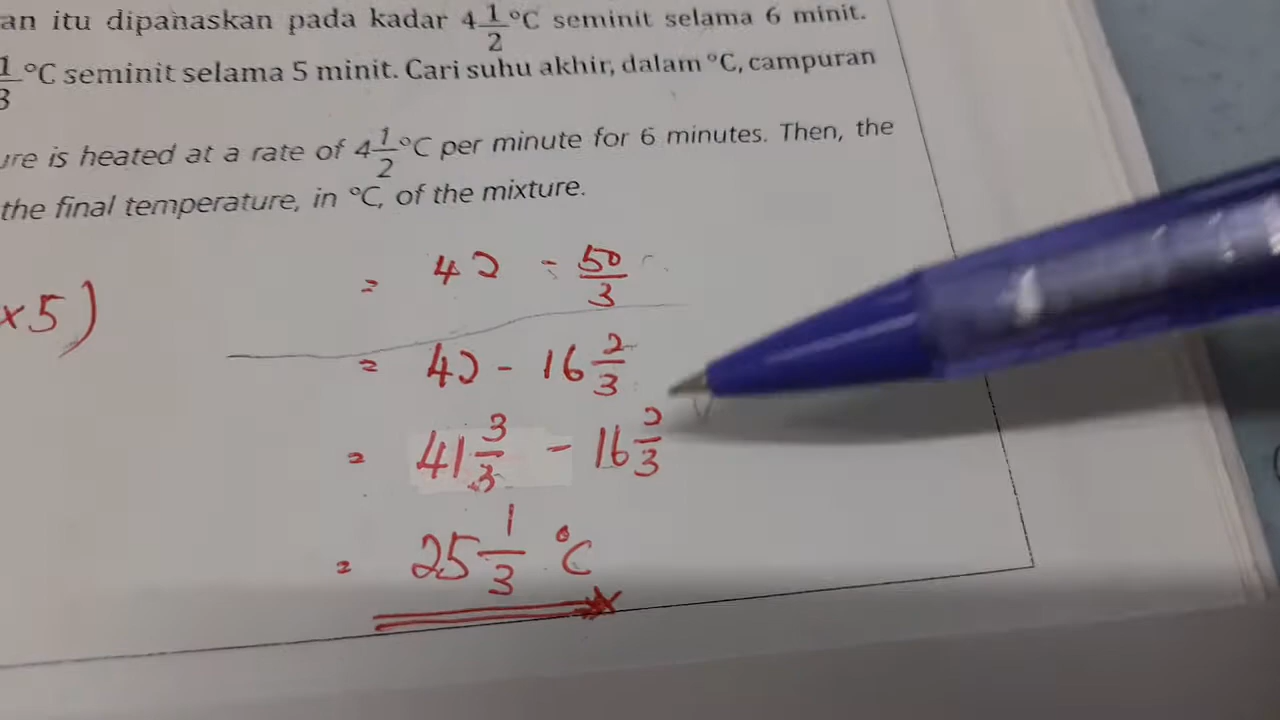 an itu dipanaskan pada kadar 4 1/2 °C seminit selama 6 minit.
1/3 °C seminit selama 5 minit. Cari suhu akhir, dalam °C, campuran
ure is heated at a rate of 4 1/2 °C per minute for 6 minutes. Then, the
the final temperature, in °C, of the mixture.
×5)
= 42 - 50/3
= 42 - 16 2/3
= 41 3/3 - 16 2/3
= 25 1/3 °C